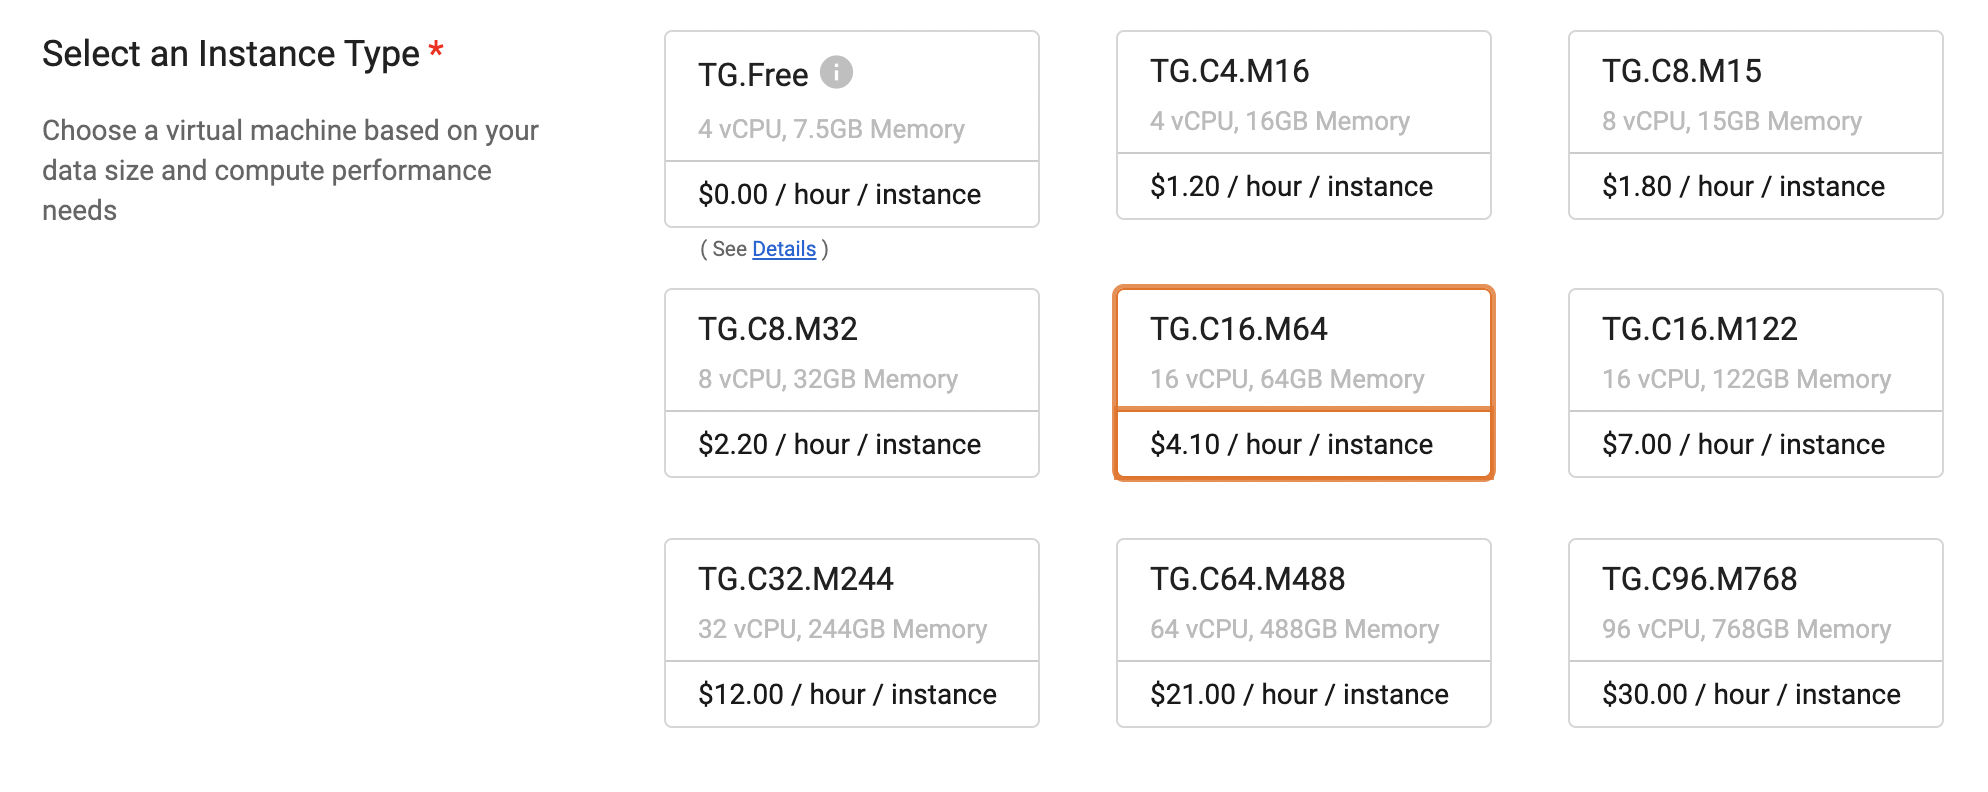 Select an Instance Type *
Choose a virtual machine based on your
data size and compute performance
needs
TG.Free
4 vCPU, 7.5GB Memory
$0.00 / hour / instance
( See Details )
TG.C4.M16
4 vCPU, 16GB Memory
$1.20 / hour / instance
TG.C8.M15
8 vCPU, 15GB Memory
$1.80 / hour / instance
TG.C8.M32
8 vCPU, 32GB Memory
$2.20 / hour / instance
TG.C16.M64
16 vCPU, 64GB Memory
$4.10 / hour / instance
TG.C16.M122
16 vCPU, 122GB Memory
$7.00 / hour / instance
TG.C32.M244
32 vCPU, 244GB Memory
$12.00 / hour / instance
TG.C64.M488
64 vCPU, 488GB Memory
$21.00 / hour / instance
TG.C96.M768
96 vCPU, 768GB Memory
$30.00 / hour / instance